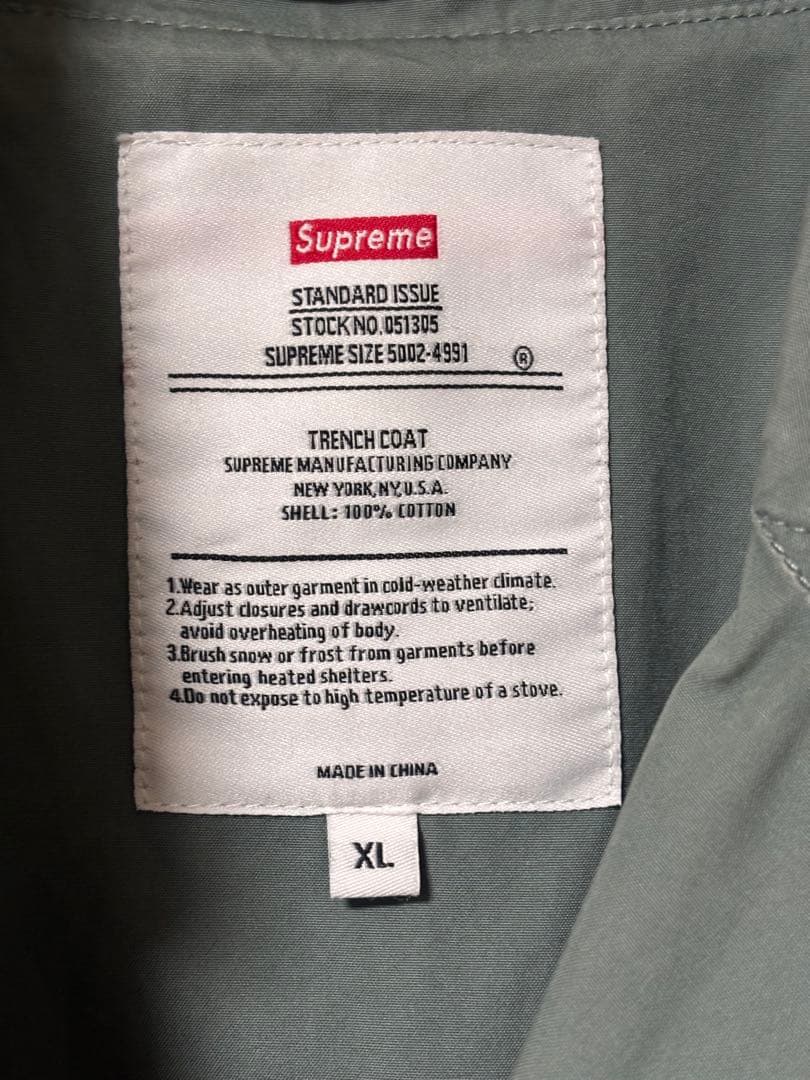 Supreme
STANDARD ISSUE
STOCK NO. 051305
SUPREME SIZE 5002-4991 ®
TRENCH COAT
SUPREME MANUFACTURING COMPANY
NEW YORK, NY, U.S.A.
SHELL: 100% COTTON
1.Wear as outer garment in cold-weather climate.
2.Adjust closures and drawcords to ventilate;
avoid overheating of body.
3.Brush snow or frost from garments before
entering heated shelters.
4.Do not expose to high temperature of a stove.
MADE IN CHINA
XL